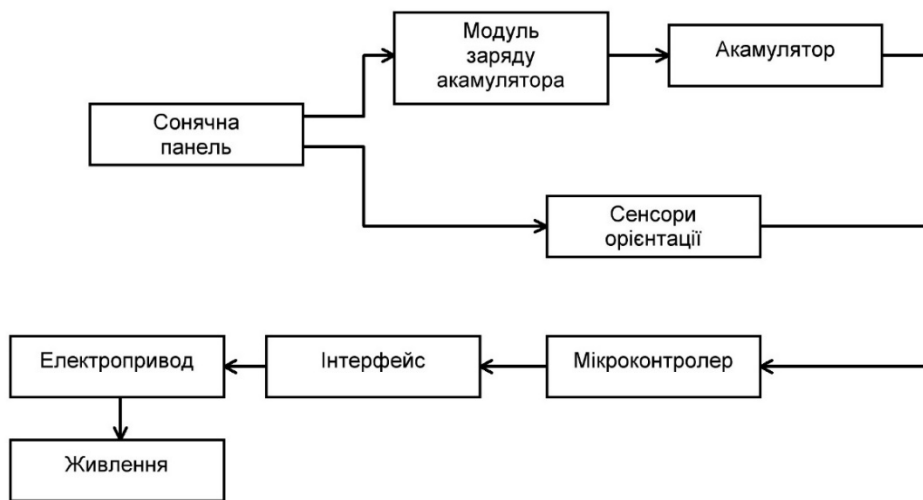 Модуль
заряду
акамулятора
Акамулятор
Сонячна
панель
Сенсори
орієнтації
Електропривод
Інтерфейс
Мікроконтролер
Живлення